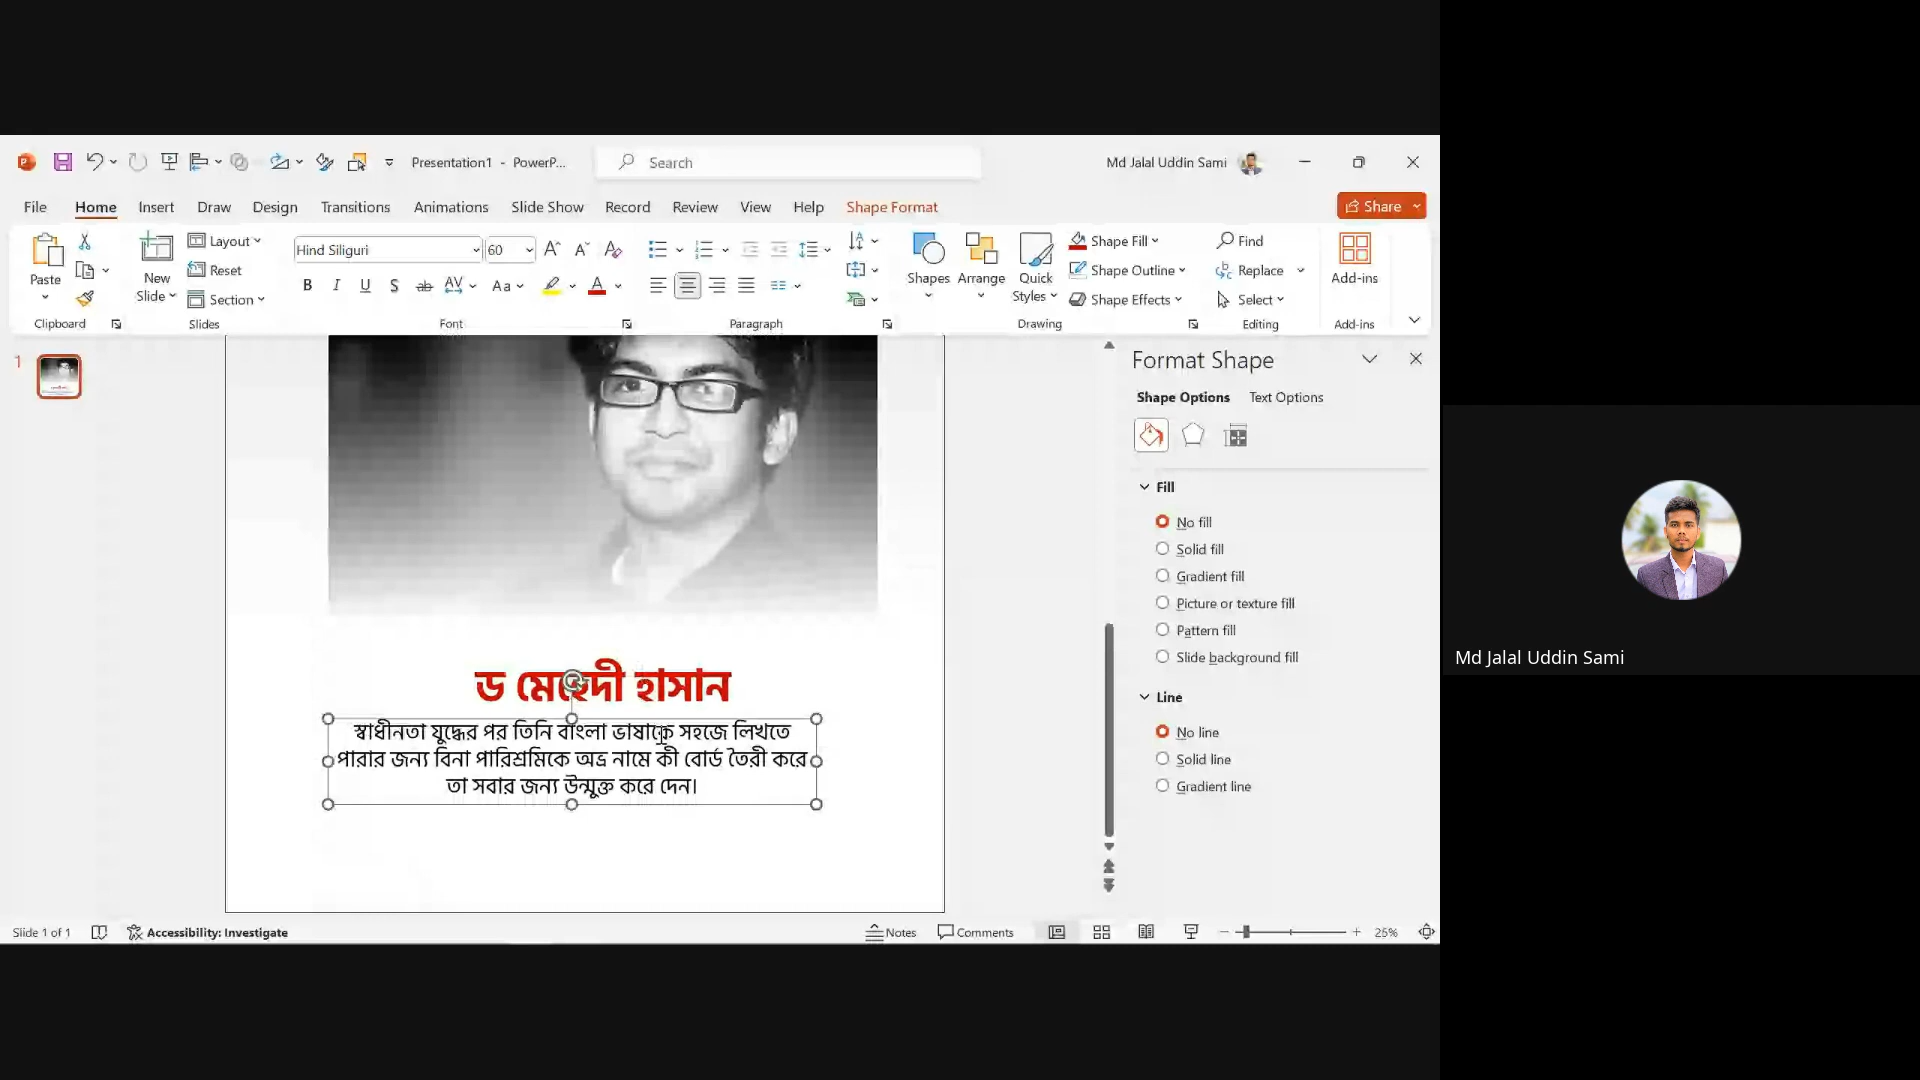 Presentation1 - PowerP...
Search
Md Jalal Uddin Sami
File Home Insert Draw Design Transitions Animations Slide Show Record Review View Help Shape Format
Share
Paste
New Slide
Layout
Reset
Section
Hind Siliguri 60
Shapes
Arrange
Quick Styles
Shape Fill
Shape Outline
Shape Effects
Find
Replace
Select
Add-ins
Clipboard Slides Font Paragraph Drawing Editing Add-ins
1
ড মেহেদী হাসান
স্বাধীনতা যুদ্ধের পর তিনি বাংলা ভাষাকে সহজে লিখতে
পারার জন্য বিনা পারিশ্রমিকে অভ্র নামে কী বোর্ড তৈরী করে
তা সবার জন্য উন্মুক্ত করে দেন।
Format Shape
Shape Options Text Options
Fill
No fill
Solid fill
Gradient fill
Picture or texture fill
Pattern fill
Slide background fill
Line
No line
Solid line
Gradient line
Slide 1 of 1 Accessibility: Investigate Notes Comments 25%
Md Jalal Uddin Sami